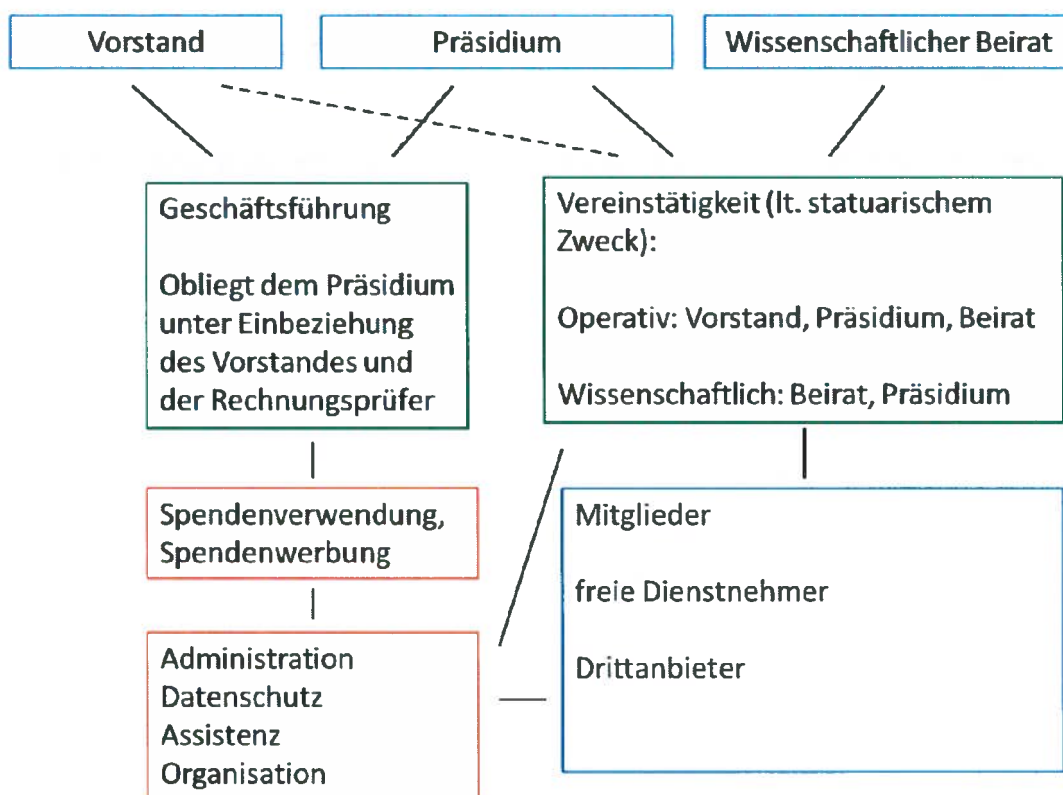 Vorstand
Präsidium
Wissenschaftlicher Beirat
Geschäftsführung
Obliegt dem Präsidium
unter Einbeziehung
des Vorstandes und
der Rechnungsprüfer
Vereinstätigkeit (lt. statuarischem
Zweck):
Operativ: Vorstand, Präsidium, Beirat
Wissenschaftlich: Beirat, Präsidium
Spendenverwendung,
Spendenwerbung
Mitglieder
freie Dienstnehmer
Drittanbieter
Administration
Datenschutz
Assistenz
Organisation